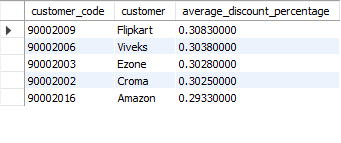 customer_code customer average_discount_percentage
90002009 Flipkart 0.30830000
90002006 Viveks 0.30380000
90002003 Ezone 0.30280000
90002002 Croma 0.30250000
90002016 Amazon 0.29330000